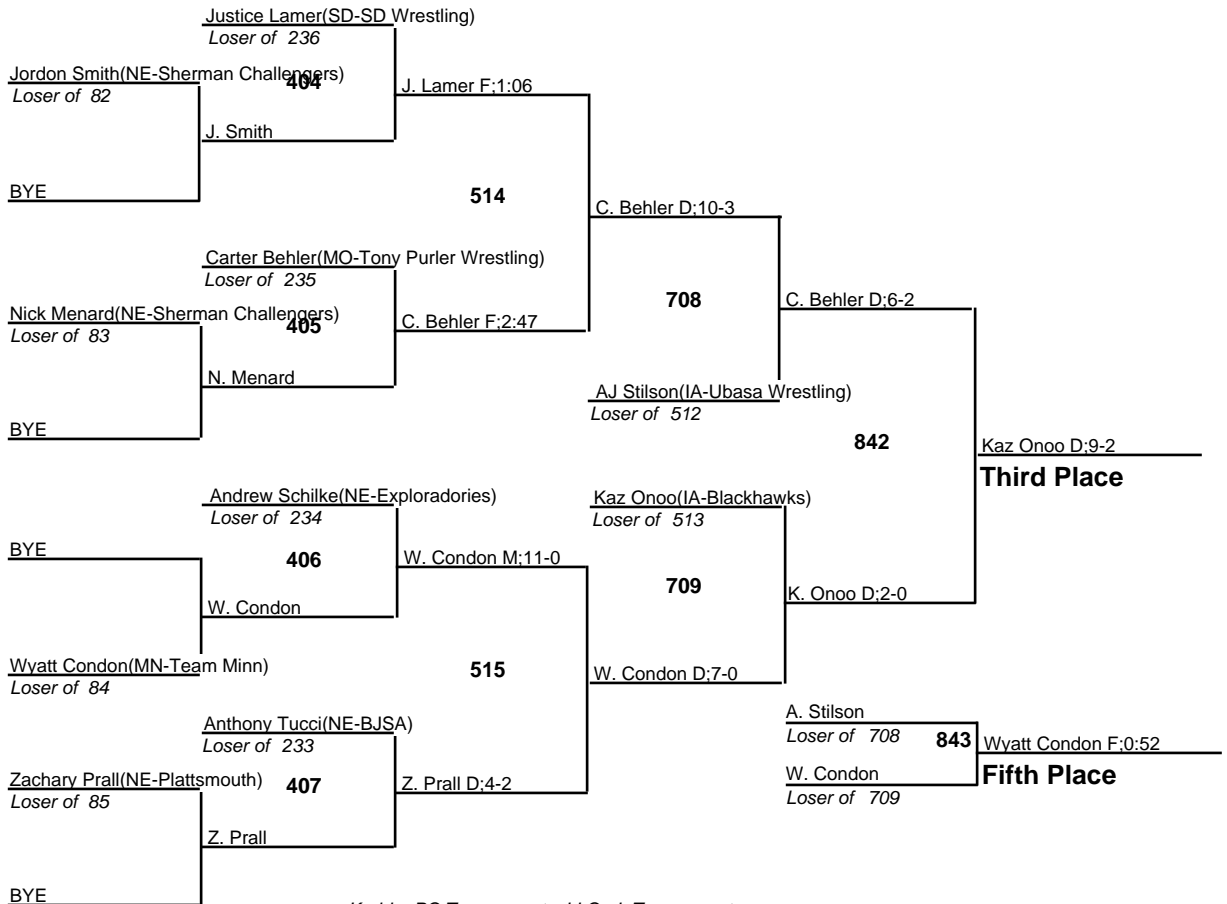 Justice Lamer(SD-SD Wrestling)
Loser of 236
Jordon Smith(NE-Sherman Challengers)
Loser of 82
404
J. Lamer F;1:06
J. Smith
BYE
514
C. Behler D;10-3
Carter Behler(MO-Tony Purler Wrestling)
Loser of 235
Nick Menard(NE-Sherman Challengers)
Loser of 83
405
C. Behler F;2:47
708
C. Behler D;6-2
N. Menard
AJ Stilson(IA-Ubasa Wrestling)
Loser of 512
BYE
842
Kaz Onoo D;9-2
Third Place
Andrew Schilke(NE-Exploradories)
Loser of 234
Kaz Onoo(IA-Blackhawks)
Loser of 513
BYE
406
W. Condon M;11-0
709
K. Onoo D;2-0
W. Condon
Wyatt Condon(MN-Team Minn)
Loser of 84
515
W. Condon D;7-0
Anthony Tucci(NE-BJSA)
Loser of 233
A. Stilson
Loser of 708
843
Wyatt Condon F;0:52
Fifth Place
W. Condon
Loser of 709
Zachary Prall(NE-Plattsmouth)
Loser of 85
407
Z. Prall D;4-2
Z. Prall
BYE